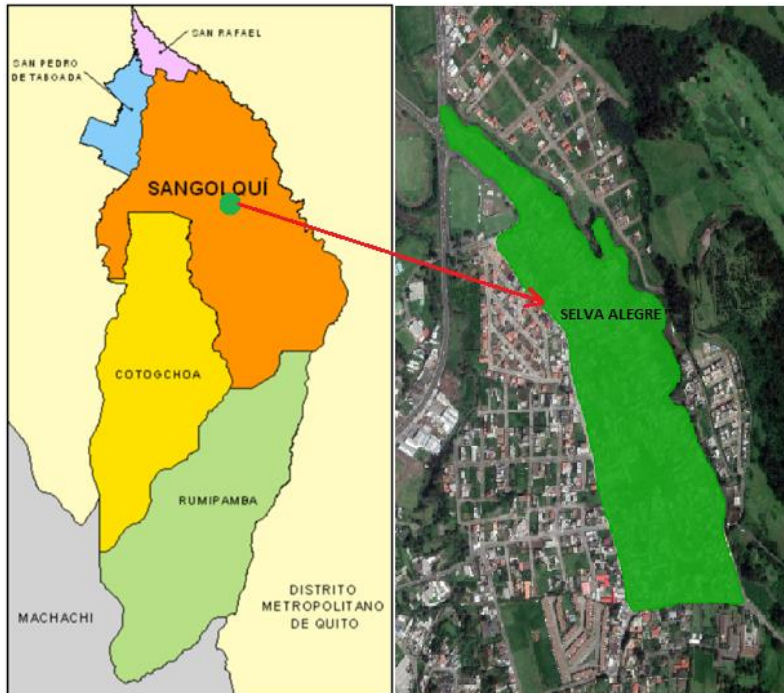 SAN RAFAEL
SAN PEDRO
DE TABOADA
SANGOLQUÍ
SELVA ALEGRE
COTOGCHOA
RUMIPAMBA
DISTRITO
METROPOLITANO
DE QUITO
MACHACHI